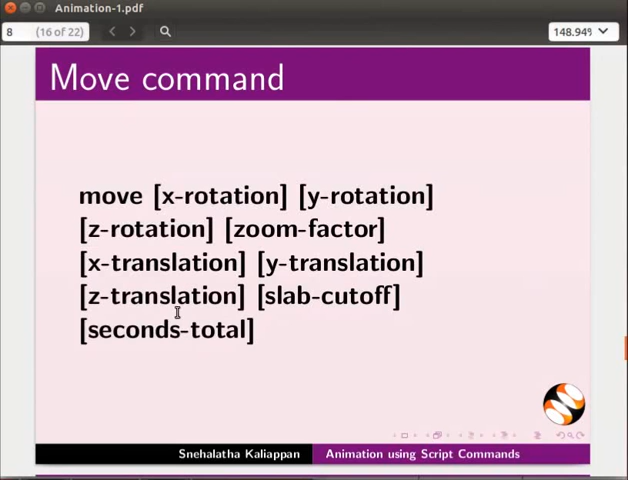 Animation-1.pdf
8 (16 of 22) 148.94%
Move command
move [x-rotation] [y-rotation]
[z-rotation] [zoom-factor]
[x-translation] [y-translation]
[z-translation] [slab-cutoff]
[seconds-total]
Snehalatha Kaliappan Animation using Script Commands